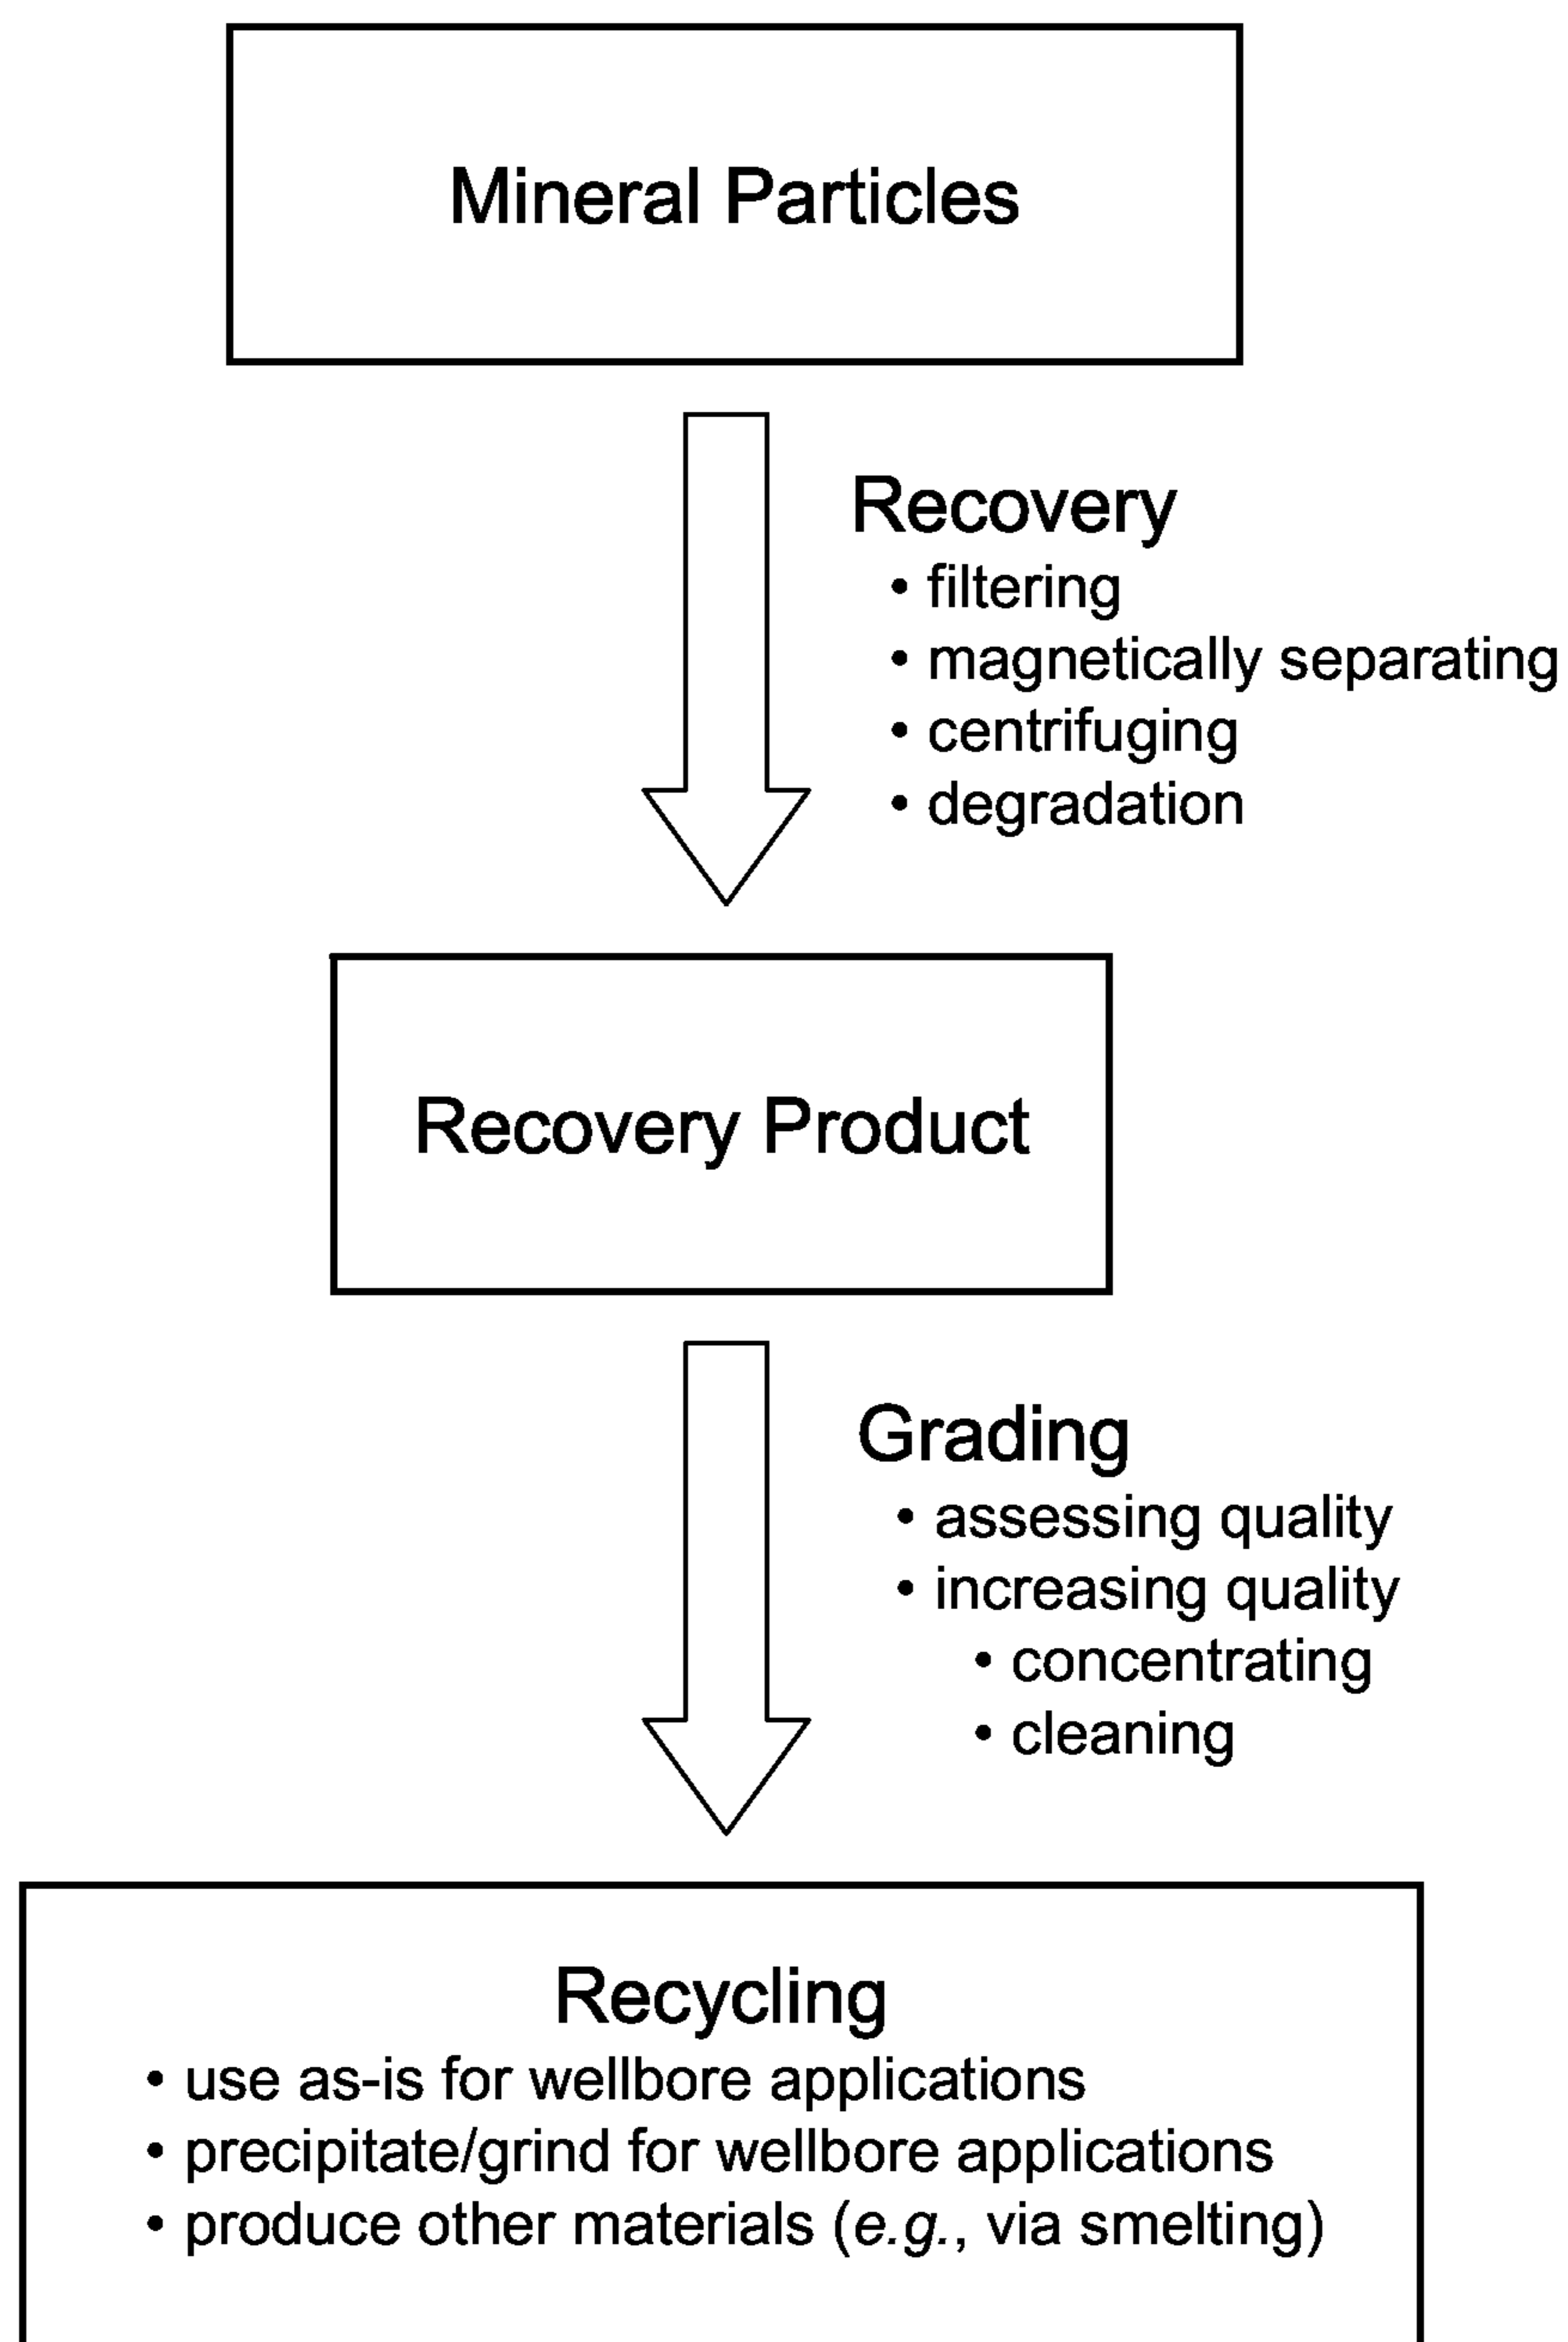 Mineral Particles
Recovery
• filtering
• magnetically separating
• centrifuging
• degradation
Recovery Product
Grading
• assessing quality
• increasing quality
• concentrating
• cleaning
Recycling
• use as-is for wellbore applications
• precipitate/grind for wellbore applications
• produce other materials (e.g., via smelting)